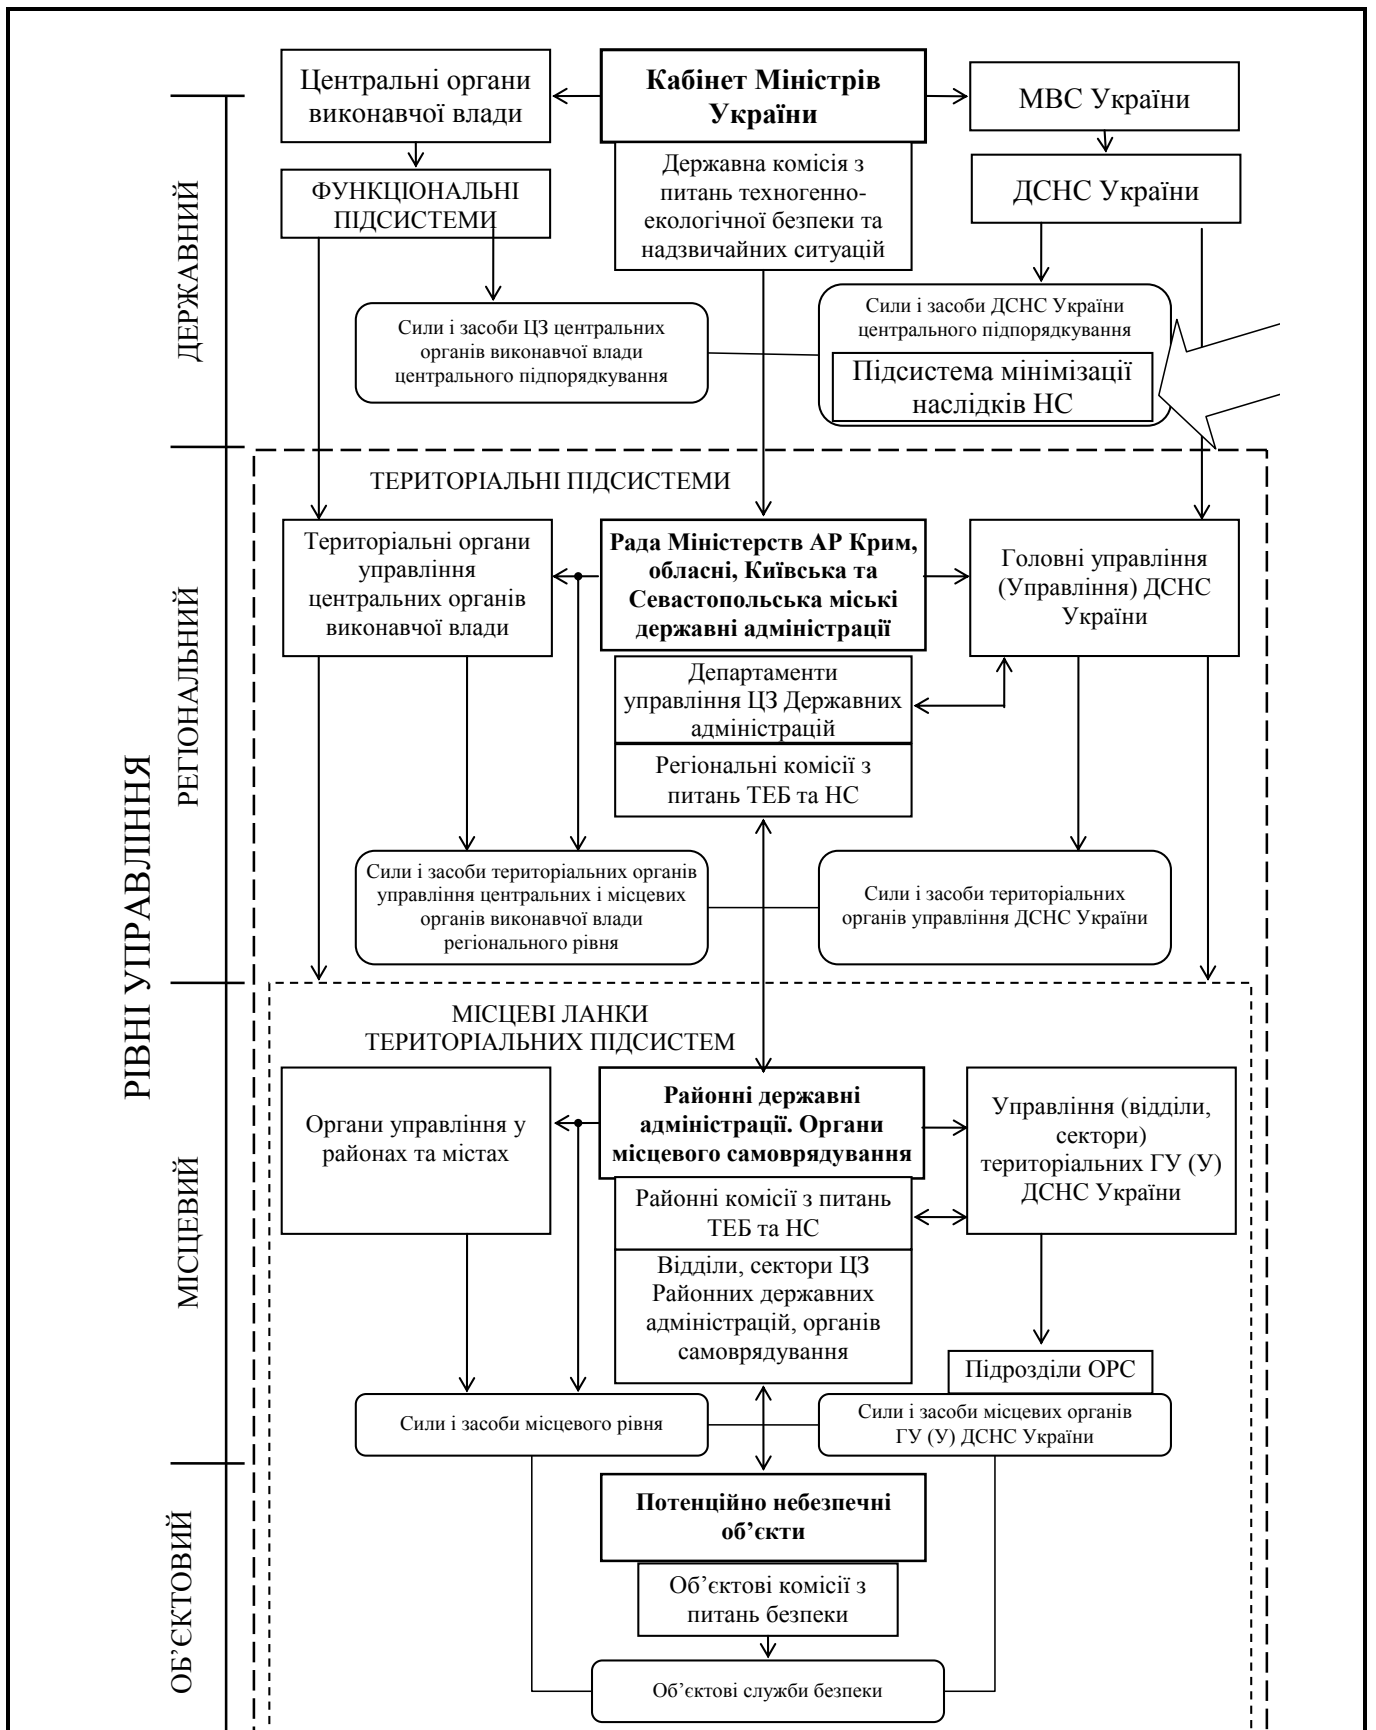 РІВНІ УПРАВЛІННЯ
ДЕРЖАВНИЙ
Центральні органи
виконавчої влади
Кабінет Міністрів
України
МВС України
ФУНКЦІОНАЛЬНІ
ПІДСИСТЕМИ
Державна комісія з
питань техногенно-
екологічної безпеки та
надзвичайних ситуацій
ДСНС України
Сили і засоби ЦЗ центральних
органів виконавчої влади
центрального підпорядкування
Сили і засоби ДСНС України
центрального підпорядкування
Підсистема мінімізації
наслідків НС
РЕГІОНАЛЬНИЙ
ТЕРИТОРІАЛЬНІ ПІДСИСТЕМИ
Територіальні органи
управління
центральних органів
виконавчої влади
Рада Міністерств АР Крим,
обласні, Київська та
Севастопольська міські
державні адміністрації
Головні управління
(Управління) ДСНС
України
Департаменти
управління ЦЗ Державних
адміністрацій
Регіональні комісії з
питань ТЕБ та НС
Сили і засоби територіальних органів
управління центральних і місцевих
органів виконавчої влади
регіонального рівня
Сили і засоби територіальних
органів управління ДСНС України
МІСЦЕВИЙ
МІСЦЕВІ ЛАНКИ
ТЕРИТОРІАЛЬНИХ ПІДСИСТЕМ
Органи управління у
районах та містах
Районні державні
адміністрації. Органи
місцевого самоврядування
Управління (відділи,
сектори)
територіальних ГУ (У)
ДСНС України
Районні комісії з питань
ТЕБ та НС
Відділи, сектори ЦЗ
Районних державних
адміністрацій, органів
самоврядування
Підрозділи ОРС
Сили і засоби місцевого рівня
Сили і засоби місцевих органів
ГУ (У) ДСНС України
ОБ’ЄКТОВИЙ
Потенційно небезпечні
об’єкти
Об’єктові комісії з
питань безпеки
Об’єктові служби безпеки